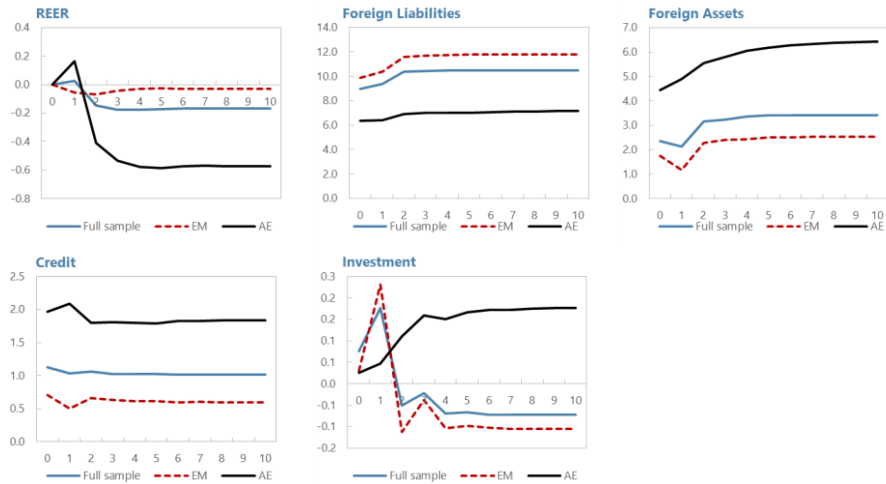 REER
0.4
0.2
0.0
-0.2
-0.4
-0.6
-0.8
0 1 2 3 4 5 6 7 8 9 10
Full sample EM AE
Foreign Liabilities
14.0
12.0
10.0
8.0
6.0
4.0
2.0
0.0
0 1 2 3 4 5 6 7 8 9 10
Full sample EM AE
Foreign Assets
7.0
6.0
5.0
4.0
3.0
2.0
1.0
0.0
0 1 2 3 4 5 6 7 8 9 10
Full sample EM AE
Credit
2.5
2.0
1.5
1.0
0.5
0.0
0 1 2 3 4 5 6 7 8 9 10
Full sample EM AE
Investment
0.3
0.2
0.2
0.1
0.1
0.0
-0.1
-0.1
-0.2
0 1 2 3 4 5 6 7 8 9 10
Full sample EM AE